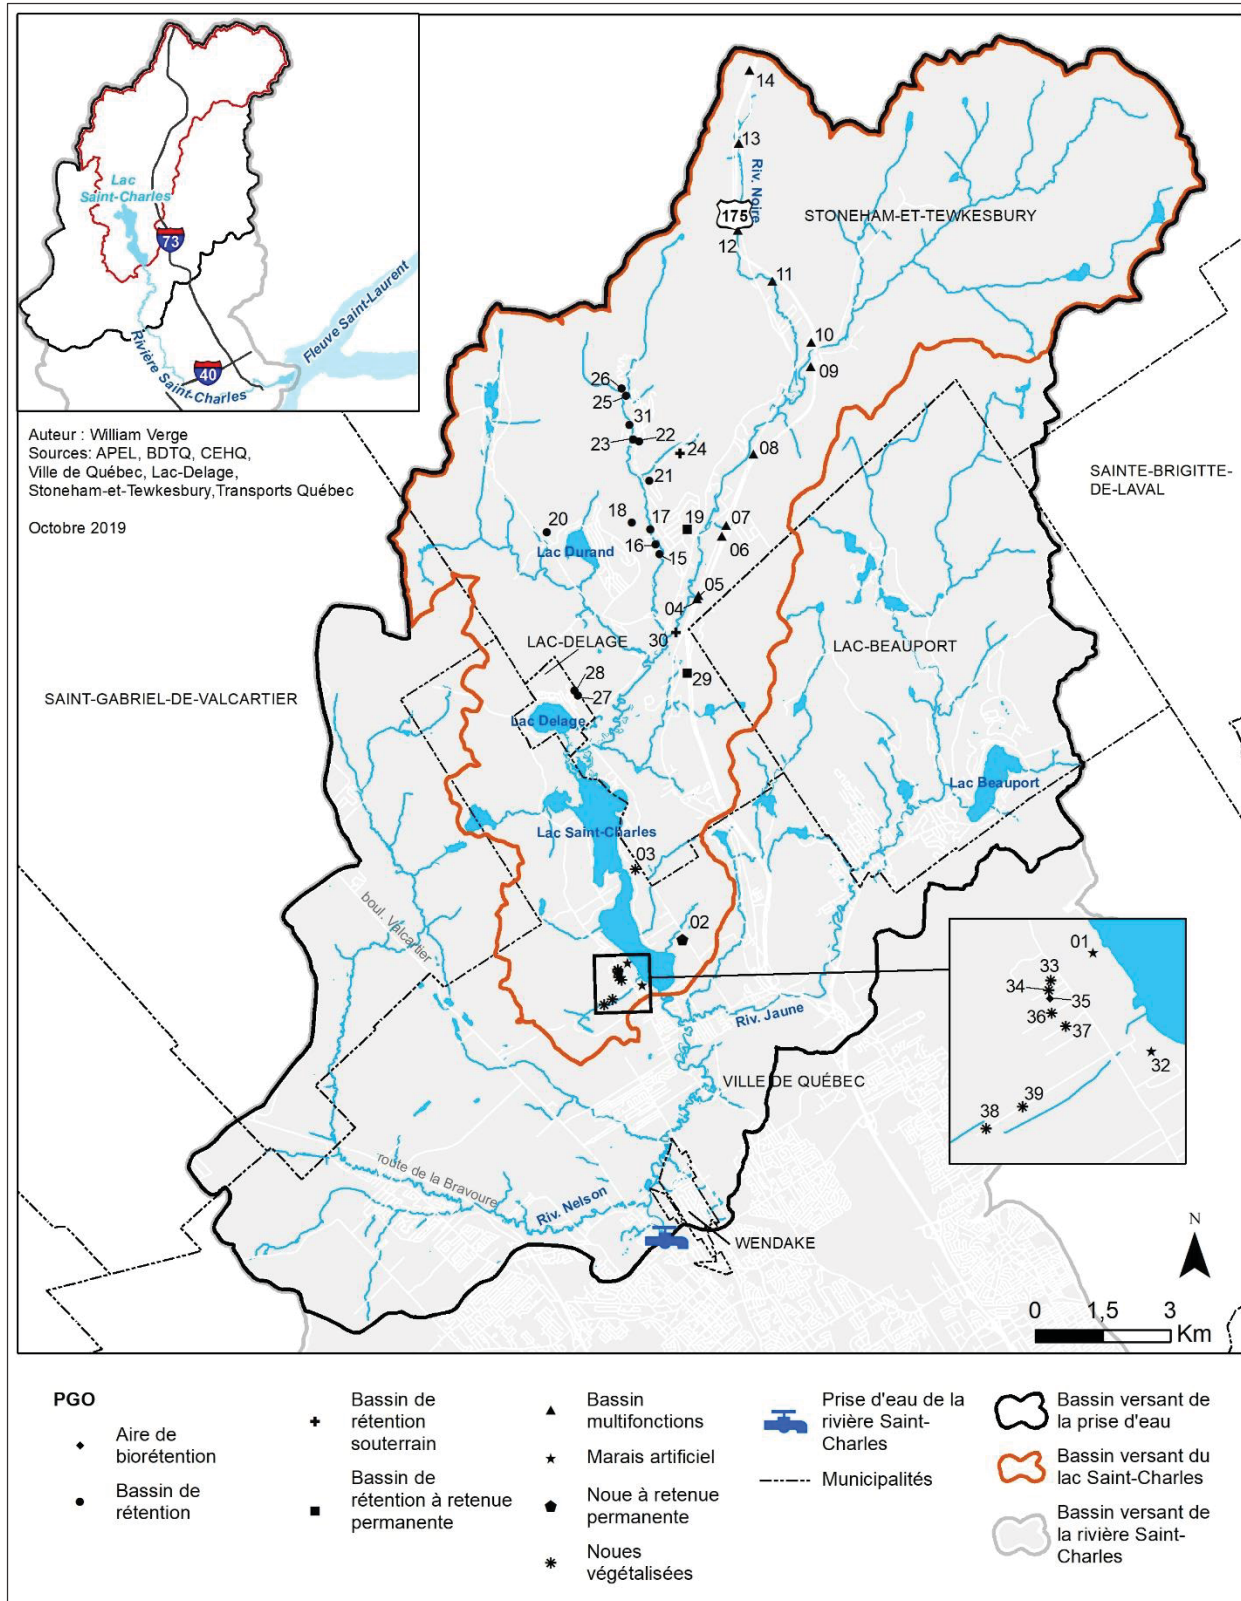 Lac
Saint-Charles
73
Rivière Saint-Charles
40
Fleuve Saint-Laurent
Auteur : William Verge
Sources: APEL, BDTQ, CEHQ,
Ville de Québec, Lac-Delage,
Stoneham-et-Tewkesbury,Transports Québec
Octobre 2019
14
13
Riv. Noire
175
STONEHAM-ET-TEWKESBURY
12
11
10
09
26
25
31
23
22
24
08
21
SAINTE-BRIGITTE-
DE-LAVAL
18
17
19
07
20
16
15
06
Lac Durand
05
04
30
LAC-DELAGE
LAC-BEAUPORT
28
27
29
SAINT-GABRIEL-DE-VALCARTIER
Lac Delage
Lac Beauport
Lac Saint-Charles
03
boul. Valcartier
02
01
33
34
35
36
37
32
39
38
Riv. Jaune
VILLE DE QUÉBEC
route de la Bravoure
Riv. Nelson
WENDAKE
N
0 1,5 3
Km
PGO
Aire de
biorétention
Bassin de
rétention
Bassin de
rétention
souterrain
Bassin de
rétention à retenue
permanente
Bassin
multifonctions
Marais artificiel
Noue à retenue
permanente
Noues
végétalisées
Prise d'eau de la
rivière Saint-
Charles
Municipalités
Bassin versant de
la prise d'eau
Bassin versant du
lac Saint-Charles
Bassin versant de
la rivière Saint-
Charles